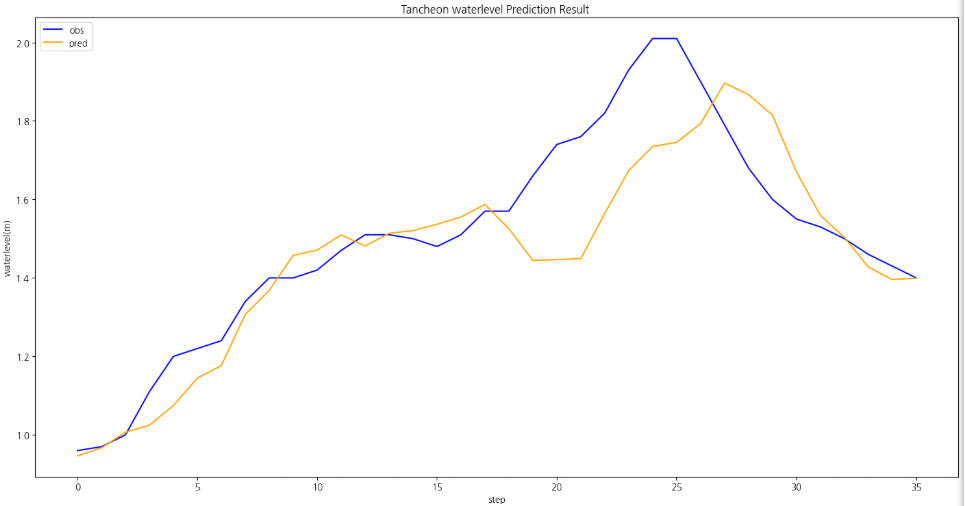 Tancheon waterlevel Prediction Result
obs
pred
2.0
1.8
1.6
1.4
1.2
1.0
waterlevel(m)
0 5 10 15 20 25 30 35
step